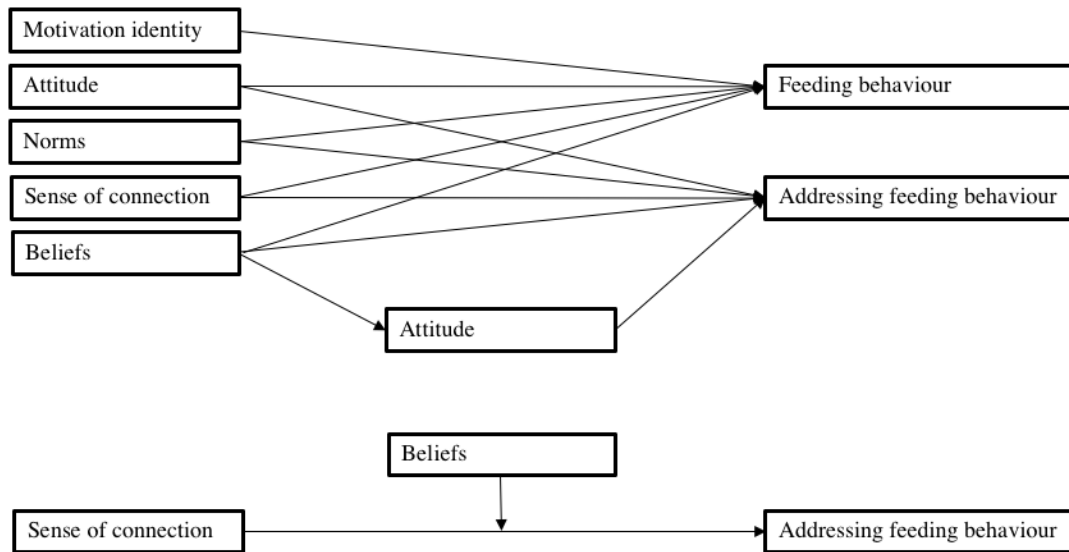 Motivation identity
Attitude
Feeding behaviour
Norms
Sense of connection
Addressing feeding behaviour
Beliefs
Attitude
Beliefs
Sense of connection
Addressing feeding behaviour